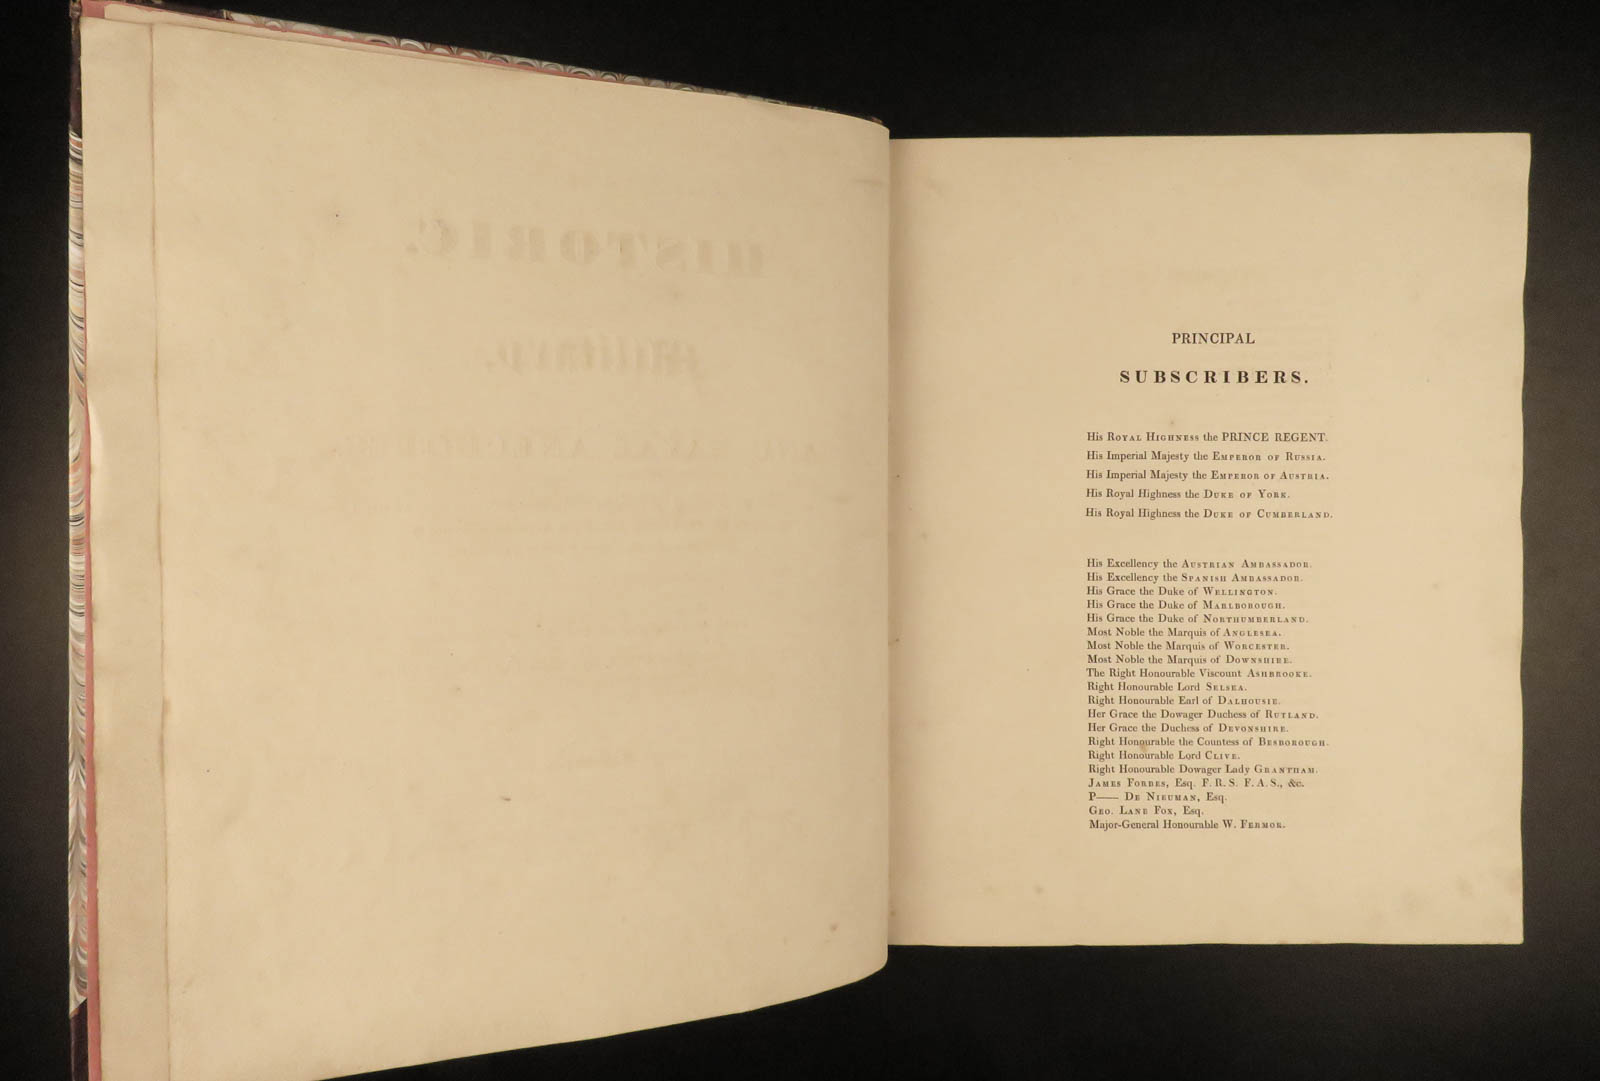 HISTORIC,
Military,
AND NAVAL ANECDOTES,
PRINCIPAL
SUBSCRIBERS.
His Royal Highness the PRINCE REGENT.
His Imperial Majesty the Emperor of Russia.
His Imperial Majesty the Emperor of Austria.
His Royal Highness the Duke of York.
His Royal Highness the Duke of Cumberland.
His Excellency the Austrian Ambassador.
His Excellency the Spanish Ambassador.
His Grace the Duke of Wellington.
His Grace the Duke of Marlborough.
His Grace the Duke of Northumberland.
Most Noble the Marquis of Anglesea.
Most Noble the Marquis of Worcester.
Most Noble the Marquis of Downshire.
The Right Honourable Viscount Ashbrooke.
Right Honourable Lord Selsea.
Right Honourable Earl of Dalhousie.
Her Grace the Dowager Duchess of Rutland.
Her Grace the Duchess of Devonshire.
Right Honourable the Countess of Besborough.
Right Honourable Lord Clive.
Right Honourable Dowager Lady Grantham.
James Forbes, Esq. F. R. S. F. A. S., &c.
P—— De Nieuman, Esq.
Geo. Lane Fox, Esq.
Major-General Honourable W. Fermor.